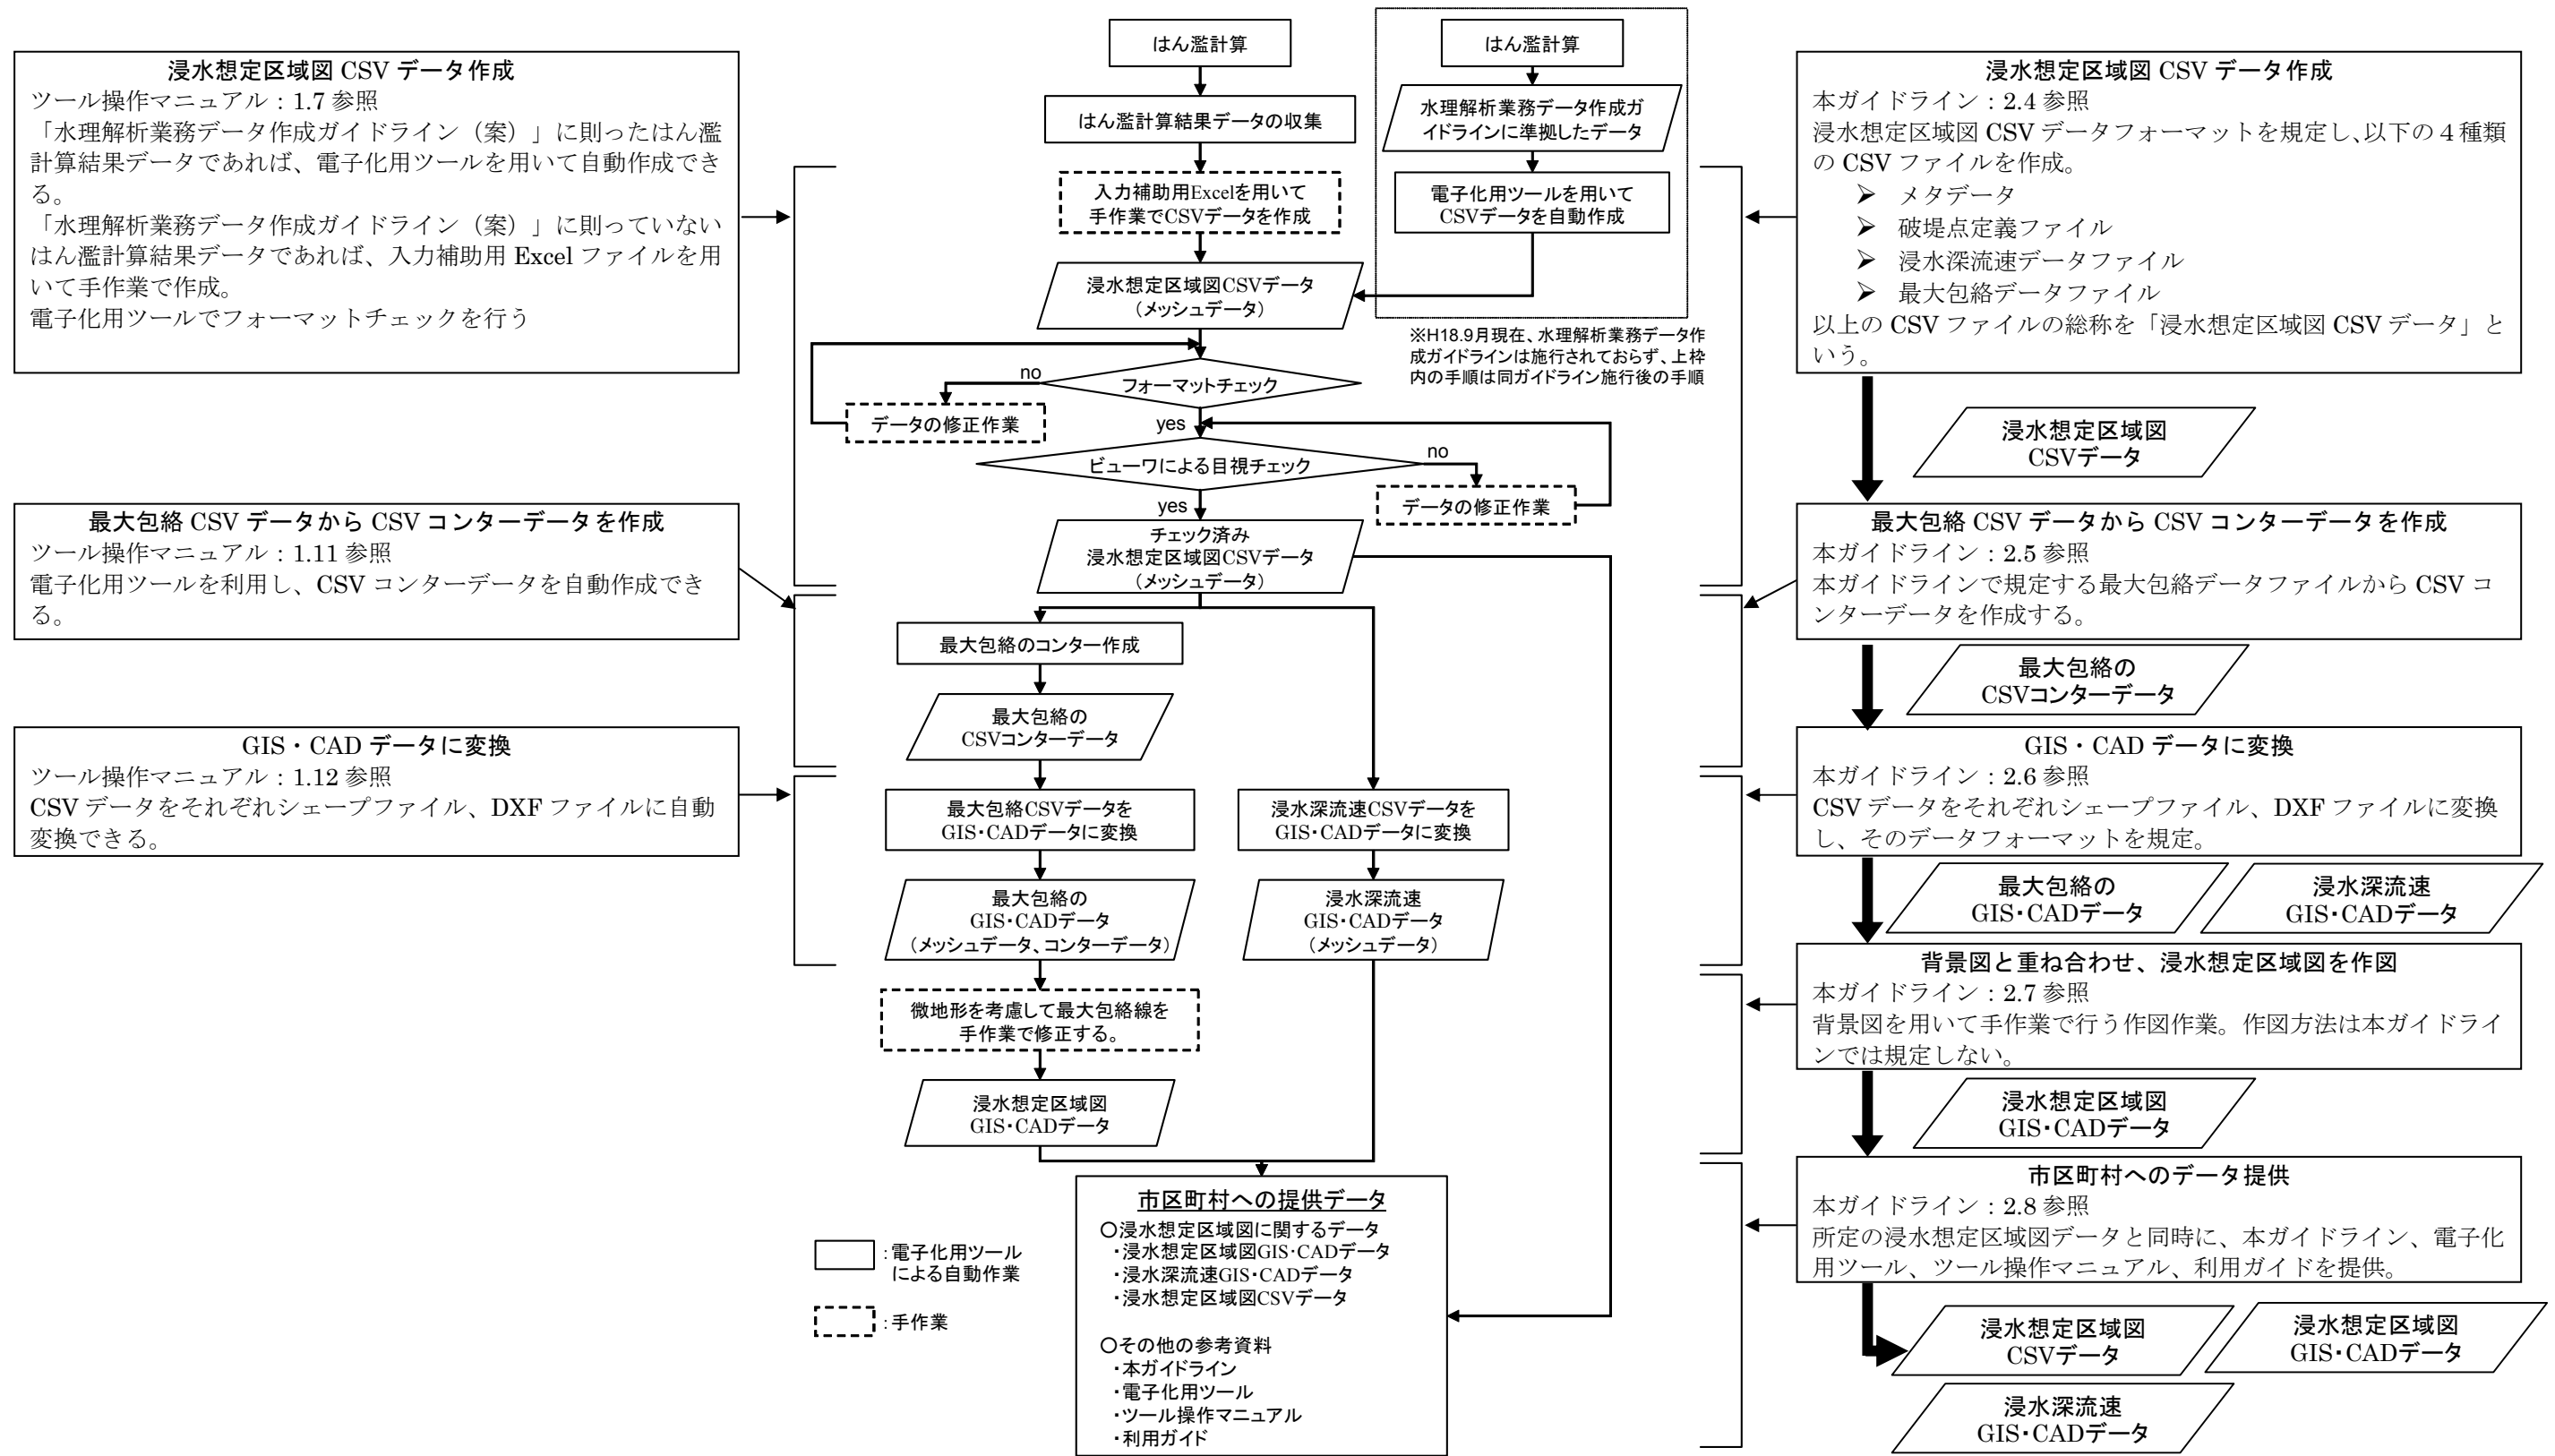 浸水想定区域図 CSV データ作成
ツール操作マニュアル：1.7 参照
「水理解析業務データ作成ガイドライン（案）」に則ったはん濫
計算結果データであれば、電子化用ツールを用いて自動作成でき
る。
「水理解析業務データ作成ガイドライン（案）」に則っていない
はん濫計算結果データであれば、入力補助用 Excel ファイルを用
いて手作業で作成。
電子化用ツールでフォーマットチェックを行う
最大包絡 CSV データから CSV コンターデータを作成
ツール操作マニュアル：1.11 参照
電子化用ツールを利用し、CSV コンターデータを自動作成でき
る。
GIS・CAD データに変換
ツール操作マニュアル：1.12 参照
CSV データをそれぞれシェープファイル、DXF ファイルに自動
変換できる。
はん濫計算
はん濫計算結果データの収集
入力補助用Excelを用いて
手作業でCSVデータを作成
浸水想定区域図CSVデータ
（メッシュデータ）
はん濫計算
水理解析業務データ作成ガ
イドラインに準拠したデータ
電子化用ツールを用いて
CSVデータを自動作成
※H18.9月現在、水理解析業務データ作
成ガイドラインは施行されておらず、上枠
内の手順は同ガイドライン施行後の手順
フォーマットチェック
no
データの修正作業
yes
ビューワによる目視チェック
no
データの修正作業
yes
チェック済み
浸水想定区域図CSVデータ
（メッシュデータ）
最大包絡のコンター作成
最大包絡の
CSVコンターデータ
最大包絡CSVデータを
GIS・CADデータに変換
浸水深流速CSVデータを
GIS・CADデータに変換
最大包絡の
GIS・CADデータ
（メッシュデータ、コンターデータ）
浸水深流速
GIS・CADデータ
（メッシュデータ）
微地形を考慮して最大包絡線を
手作業で修正する。
浸水想定区域図
GIS・CADデータ
市区町村への提供データ
○浸水想定区域図に関するデータ
・浸水想定区域図GIS・CADデータ
・浸水深流速GIS・CADデータ
・浸水想定区域図CSVデータ
○その他の参考資料
・本ガイドライン
・電子化用ツール
・ツール操作マニュアル
・利用ガイド
：電子化用ツール
による自動作業
：手作業
浸水想定区域図 CSV データ作成
本ガイドライン：2.4 参照
浸水想定区域図 CSV データフォーマットを規定し、以下の４種類
の CSV ファイルを作成。
➢ メタデータ
➢ 破堤点定義ファイル
➢ 浸水深流速データファイル
➢ 最大包絡データファイル
以上の CSV ファイルの総称を「浸水想定区域図 CSV データ」と
いう。
浸水想定区域図
CSVデータ
最大包絡 CSV データから CSV コンターデータを作成
本ガイドライン：2.5 参照
本ガイドラインで規定する最大包絡データファイルから CSV コ
ンターデータを作成する。
最大包絡の
CSVコンターデータ
GIS・CAD データに変換
本ガイドライン：2.6 参照
CSV データをそれぞれシェープファイル、DXF ファイルに変換
し、そのデータフォーマットを規定。
最大包絡の
GIS・CADデータ
浸水深流速
GIS・CADデータ
背景図と重ね合わせ、浸水想定区域図を作図
本ガイドライン：2.7 参照
背景図を用いて手作業で行う作図作業。作図方法は本ガイドライ
ンでは規定しない。
浸水想定区域図
GIS・CADデータ
市区町村へのデータ提供
本ガイドライン：2.8 参照
所定の浸水想定区域図データと同時に、本ガイドライン、電子化
用ツール、ツール操作マニュアル、利用ガイドを提供。
浸水想定区域図
CSVデータ
浸水想定区域図
GIS・CADデータ
浸水深流速
GIS・CADデータ